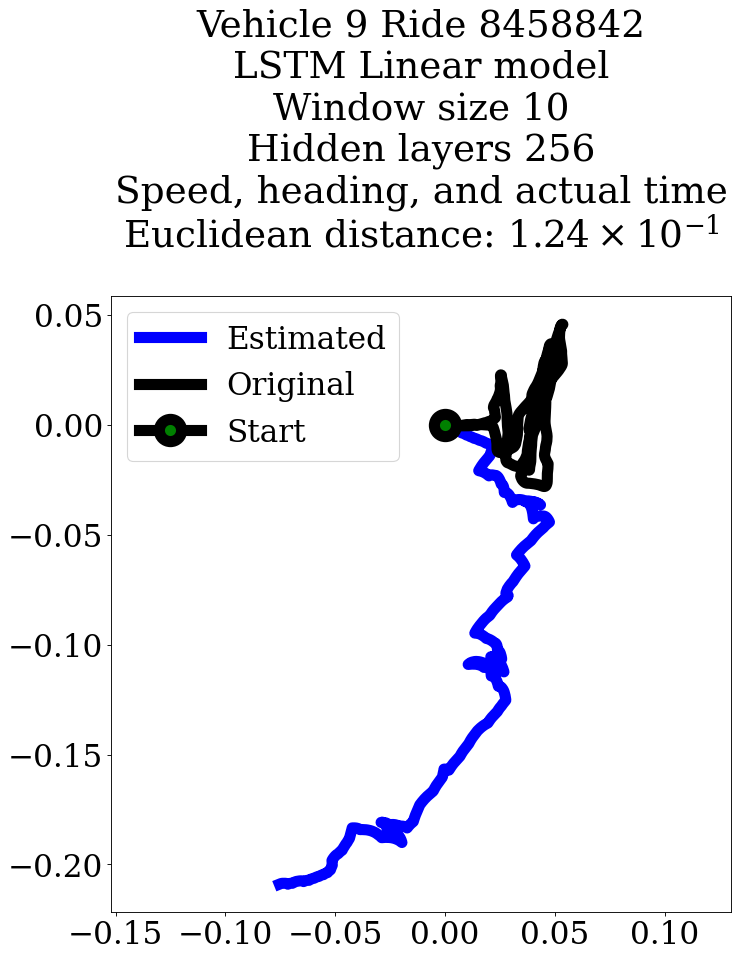 Vehicle 9 Ride 8458842
LSTM Linear model
Window size 10
Hidden layers 256
Speed, heading, and actual time
Euclidean distance: 1.24 × 10⁻¹
Estimated
Original
Start
0.05
0.00
−0.05
−0.10
−0.15
−0.20
−0.15 −0.10 −0.05 0.00 0.05 0.10